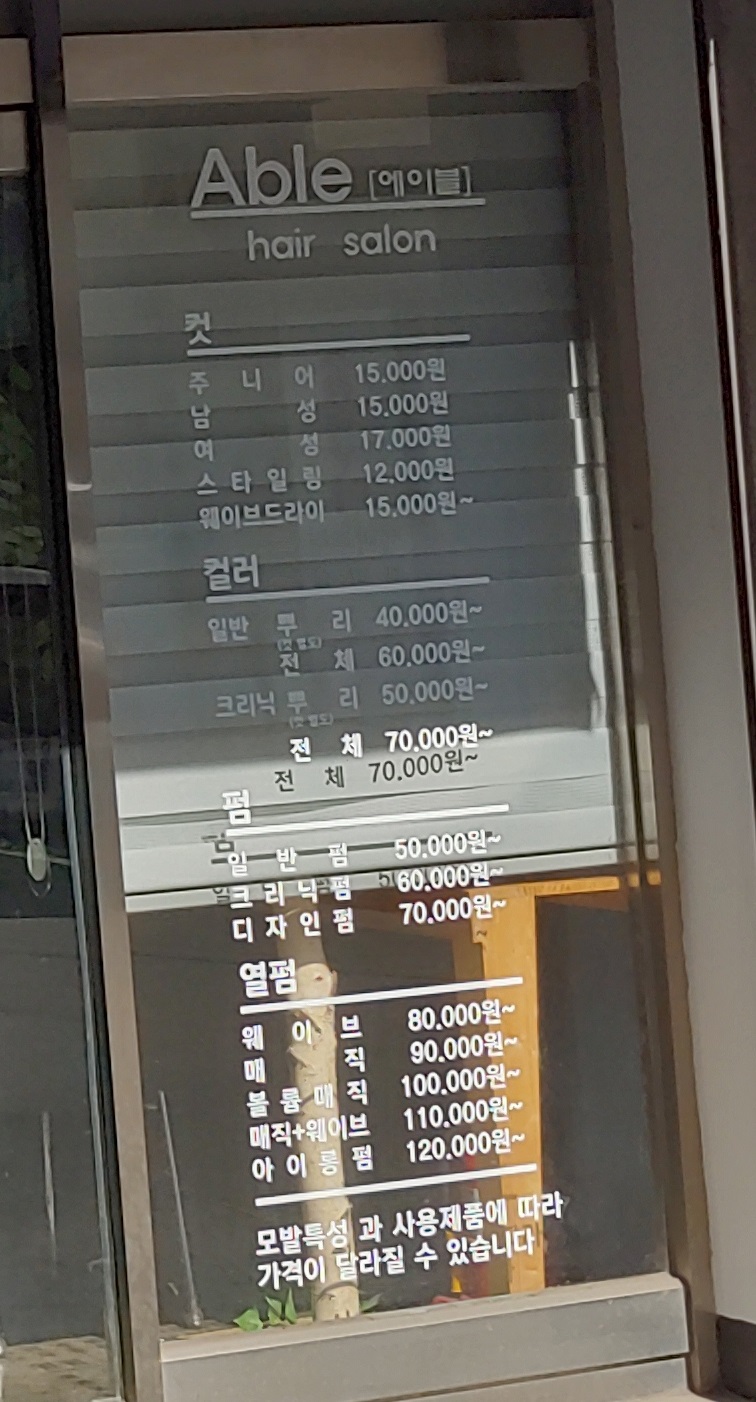 Able [에이블]
hair salon
컷
주니어 15,000원
남성 15,000원
여성 17,000원
스타일링 12,000원
웨이브드라이 15,000원~
컬러
일반 뿌리 40,000원~
(컷 별도)
전체 60,000원~
크리닉 뿌리 50,000원~
(컷 별도)
전체 70,000원~
펌
일반펌 50,000원~
크리닉펌 60,000원~
디자인펌 70,000원~
열펌
웨이브 80,000원~
매직 90,000원~
볼륨매직 100,000원~
매직+웨이브 110,000원~
아이롱펌 120,000원~
모발특성 과 사용제품에 따라
가격이 달라질 수 있습니다